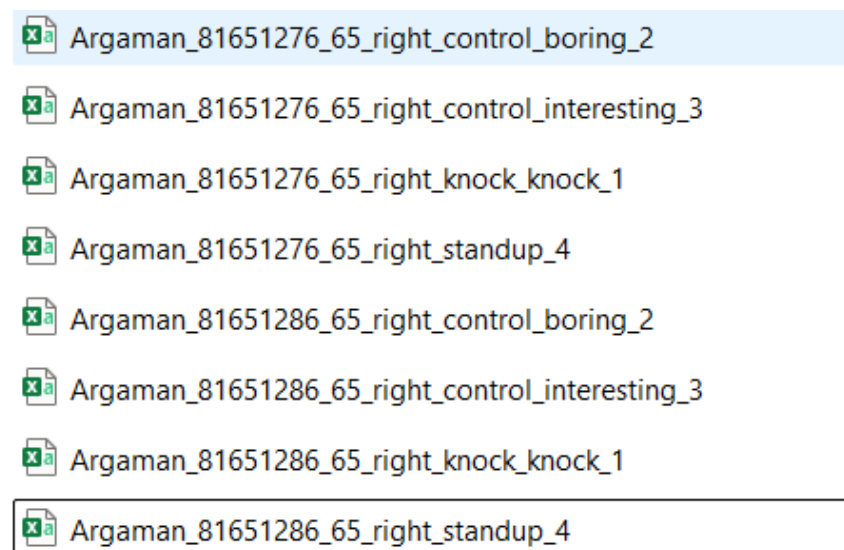 Argaman_81651276_65_right_control_boring_2
Argaman_81651276_65_right_control_interesting_3
Argaman_81651276_65_right_knock_knock_1
Argaman_81651276_65_right_standup_4
Argaman_81651286_65_right_control_boring_2
Argaman_81651286_65_right_control_interesting_3
Argaman_81651286_65_right_knock_knock_1
Argaman_81651286_65_right_standup_4